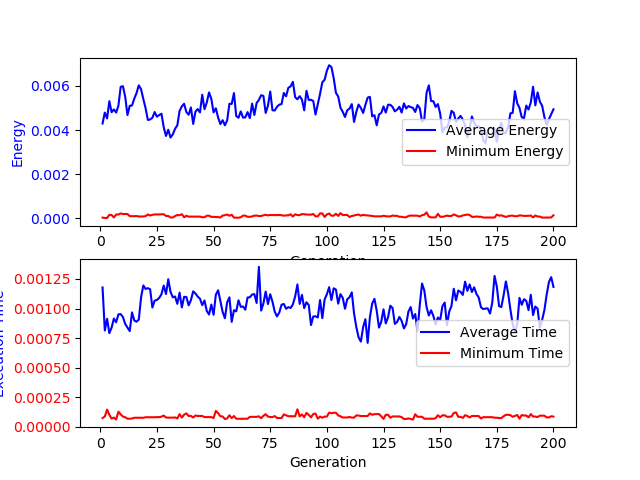 Energy
0.006
0.004
0.002
0.000
Average Energy
Minimum Energy
0 25 50 75 100 125 150 175 200
Generation
Execution Time
0.00125
0.00100
0.00075
0.00050
0.00025
0.00000
Average Time
Minimum Time
0 25 50 75 100 125 150 175 200
Generation